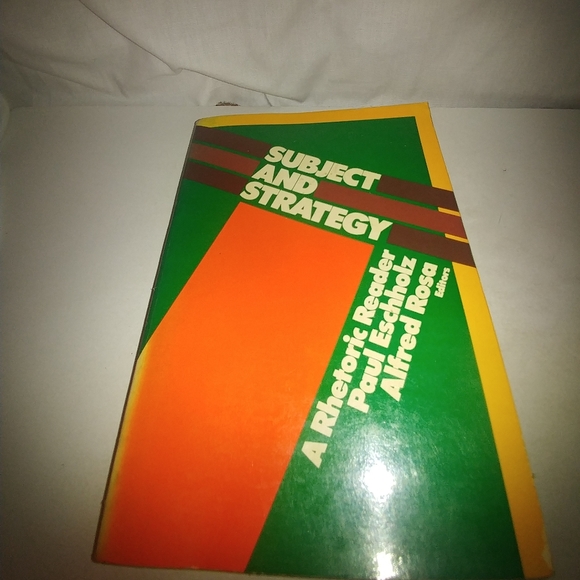 SUBJECT
AND
STRATEGY
A Rhetoric Reader
Paul Eschholz
Alfred Rosa
Editors